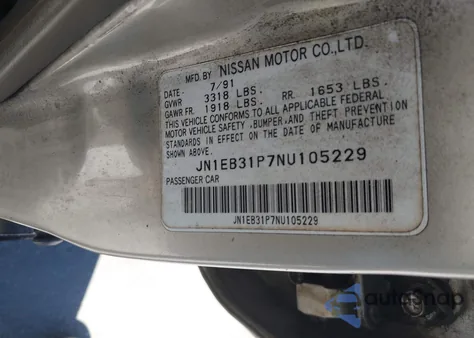 MFD. BY NISSAN MOTOR CO.,LTD.
DATE: 7/91
GVWR 3318 LBS.
GAWR FR. 1918 LBS. RR. 1653 LBS.
THIS VEHICLE CONFORMS TO ALL APPLICABLE FEDERAL
MOTOR VEHICLE SAFETY ,BUMPER,AND THEFT PREVENTION
STANDARDS IN EFFECT ON THE DATE OF MANUFACTURE
SHOWN ABOVE.
JN1EB31P7NU105229
PASSENGER CAR
JN1EB31P7NU105229
autosnap